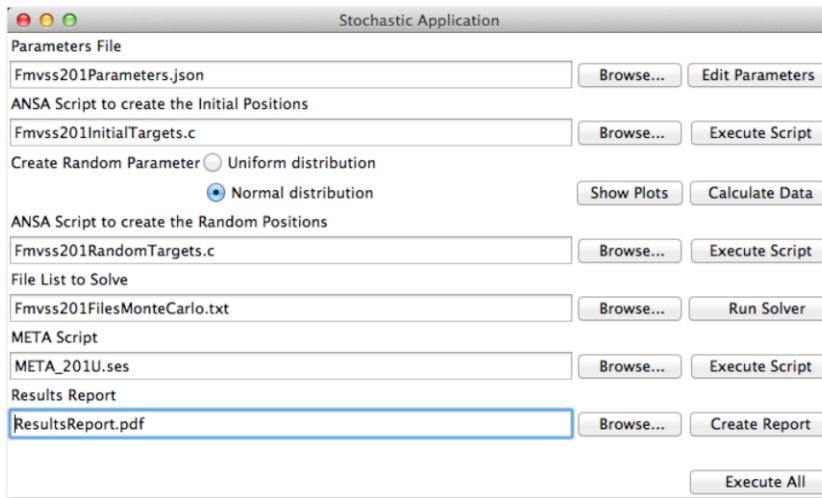 Stochastic Application
Parameters File
Fmvss201Parameters.json Browse... Edit Parameters
ANSA Script to create the Initial Positions
Fmvss201InitialTargets.c Browse... Execute Script
Create Random Parameter Uniform distribution
Normal distribution Show Plots Calculate Data
ANSA Script to create the Random Positions
Fmvss201RandomTargets.c Browse... Execute Script
File List to Solve
Fmvss201FilesMonteCarlo.txt Browse... Run Solver
META Script
META_201U.ses Browse... Execute Script
Results Report
ResultsReport.pdf Browse... Create Report
Execute All